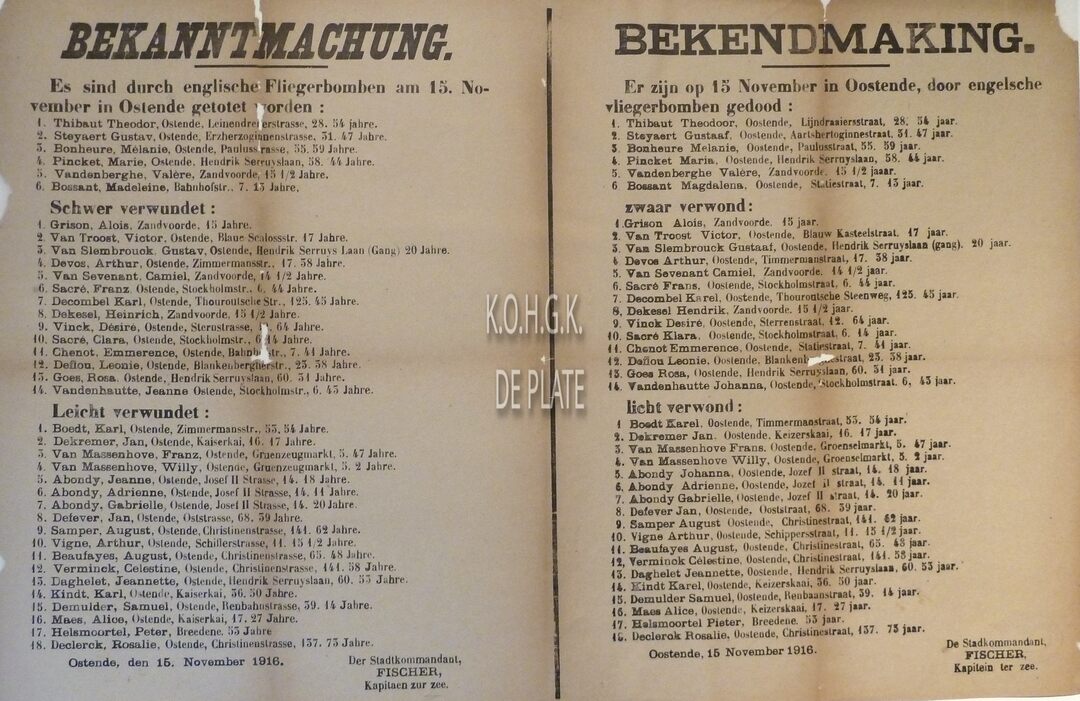 BEKANNTMACHUNG.
Es sind durch englische Fliegerbomben am 15. No-
vember in Ostende getotet worden :
1. Thibaut Theodor, Ostende, Leinendreherstrasse, 28. 54 jahre.
2. Steyaert Gustav, Ostende, Erzherzoginnenstrasse, 31. 47 Jahre.
3. Bonheure, Mélanie, Ostende, Paulusstrasse, 55. 59 Jahre.
4. Pincket, Marie, Ostende, Hendrik Serruyslaan, 58. 44 Jahre.
5. Vandenberghe, Valère, Zandvoorde, 15 1/2 Jahre.
6. Bossant, Madeleine, Bahnhofstr., 7. 13 Jahre.
Schwer verwundet :
1. Grison, Alois, Zandvoorde, 15 Jahre.
2. Van Troost, Victor, Ostende, Blaue Schlossstr. 17 Jahre.
3. Van Slembrouck, Gustav, Ostende, Hendrik Serruys Laan (Gang) 20 Jahre.
4. Devos, Arthur, Ostende, Zimmermansstr., 17. 38 Jahre.
5. Van Sevenant, Camiel, Zandvoorde, 14 1/2 Jahre.
6. Sacré, Franz, Ostende, Stockholmstr., 6. 44 Jahre.
7. Decombel Karl, Ostende, Thouroutsche Str., 125. 45 Jahre.
8. Dekesel, Heinrich, Zandvoorde, 15 1/2 Jahre.
9. Vinck, Désiré, Ostende, Sternstrasse, 64 Jahre.
10. Sacré, Clara, Ostende, Stockholmstr., 6. 14 Jahre.
11. Chenot, Emmerence, Ostende, Bahnhofstr., 7. 41 Jahre.
12. Deflou, Leonie, Ostende, Blankenbergherstr., 23. 38 Jahre.
13. Goes, Rosa, Ostende, Hendrik Serruyslaan, 60. 31 Jahre.
14. Vandenhautte, Jeanne Ostende, Stockholmstr., 6. 43 Jahre.
Leicht verwundet :
1. Boedt, Karl, Ostende, Zimmermansstr., 53. 54 Jahre.
2. Dekremer, Jan, Ostende, Kaiserkai, 16. 17 Jahre.
3. Van Massenhove, Franz, Ostende, Gruenzeugmarkt, 5. 47 Jahre.
4. Van Massenhove, Willy, Ostende, Gruenzeugmarkt, 5. 2 Jahre.
5. Abondy, Jeanne, Ostende, Josef II Strasse, 14. 18 Jahre.
6. Abondy, Adrienne, Ostende, Josef II Strasse, 14. 11 Jahre.
7. Abondy, Gabrielle, Ostende, Josef II Strasse, 14. 20 Jahre.
8. Defever, Jan, Ostende, Oststrasse, 68. 39 Jahre.
9. Samper, August, Ostende, Christinenstrasse, 141. 62 Jahre.
10. Vigne, Arthur, Ostende, Schifferstrasse, 11. 15 1/2 Jahre.
11. Beaufayes, August, Ostende, Christinenstrasse, 65. 48 Jahre.
12. Verminck, Celestine, Ostende, Christinenstrasse, 141. 58 Jahre.
13. Daghelet, Jeannette, Ostende, Hendrik Serruyslaan, 60. 53 Jahre.
14. Kindt, Karl, Ostende, Kaiserkai, 36. 50 Jahre.
15. Demulder, Samuel, Ostende, Renbahnstrasse, 39. 14 Jahre.
16. Maes, Alice, Ostende, Kaiserkai, 17. 27 Jahre.
17. Helsmoortel, Peter, Breedene. 53 Jahre
18. Declerck, Rosalie, Ostende, Christinenstrasse, 137. 73 Jahre.
Ostende, den 15. November 1916.
Der Stadtkommandant,
FISCHER,
Kapitaen zur zee.
K.O.H.G.K.
DE PLATE
BEKENDMAKING.
Er zijn op 15 November in Oostende, door engelsche
vliegerbomben gedood :
1. Thibaut Theodoor, Oostende, Lijndraaiersstraat, 28. 54 jaar.
2. Steyaert Gustaaf, Oostende, Aartshertoginnestraat, 31. 47 jaar.
3. Bonheure Melanie, Oostende, Paulusstraat, 55. 59 jaar.
4. Pincket Maria, Oostende, Hendrik Serruyslaan, 58. 44 jaar.
5. Vandenberghe Valère, Zandvoorde. 15 1/2 jaaar.
6 Bossant Magdalena, Oostende, Statiestraat, 7. 13 jaar.
zwaar verwond:
1.Grison Alois, Zandvoorde. 15 jaar.
2. Van Troost Victor, Oostende, Blauw Kasteelstraat. 17 jaar.
3. Van Slembrouck Gustaaf, Oostende, Hendrik Serruyslaan (gang). 20 jaar.
4. Devos Arthur, Oostende, Timmermanstraat, 17. 38 jaar.
5. Van Sevenant Camiel, Zandvoorde. 14 1/2 jaar.
6. Sacré Frans, Oostende, Stockholmstraat, 6. 44 jaar.
7. Decombel Karel, Oostende, Thouroutsche Steenweg, 125. 45 jaar.
8. Dekesel Hendrik, Zandvoorde. 15 1/2 jaar.
9. Vinck Desiré, Oostende, Sterrenstraat, 12. 64 jaar.
10. Sacré Klara, Oostende, Stockholmstraat, 6. 14 jaar.
11. Chenot Emmerence, Oostende, Statiestraat, 7. 41 jaar.
12. Deflou Leonie, Oostende, Blankenb straat, 23. 38 jaar.
13. Goes Rosa, Oostende, Hendrik Serruyslaan, 60. 31 jaar
14. Vandenhautte Johanna, Oostende, Stockholmstraat. 6, 43 jaar.
licht verwond :
1 Boedt Karel, Oostende, Timmermanstraat, 53. 54 jaar.
2. Dekremer Jan, Oostende, Keizerskaai, 16. 17 jaar.
3. Van Massenhove Frans, Oostende, Groenselmarkt, 5. 47 jaar.
4. Van Massenhove Willy, Oostende, Groenselmarkt, 5. 2 jaar.
5. Abondy Johanna, Oostende, Jozef II straat, 14. 18 jaar.
6. Abondy Adrienne, Oostende, Jozef II straat, 14. 11 jaar.
7. Abondy Gabrielle, Oostende, Jozef II straat, 14. 20 jaar.
8. Defever Jan, Oostende, Ooststraat, 68. 39 jaar.
9. Samper August Oostende, Christinestraat, 141. 62 jaar.
10. Vigne Arthur, Oostende, Schippersstraat, 11. 15 1/2 jaar.
11. Beaufayes August, Oostende, Christinestraat, 65. 48 jaar.
12. Verminck Celestine, Oostende, Christinestraat, 141. 58 jaar.
13. Daghelet Jeannette, Oostende, Hendrik Serruyslaan, 60. 53 jaar.
14. Kindt Karel, Oostende, Keizerskaai, 36. 50 jaar.
15. Demulder Samuel, Oostende, Renbaanstraat, 39. 14 jaar.
16. Maes Alice, Oostende, Keizerskaai, 17. 27 jaar.
17. Helsmoortel Pieter, Breedene. 53 jaar.
18. Declerck Rosalie, Oostende, Christinestraat, 137. 73 jaar.
Oostende, 15 November 1916.
De Stadkommandant,
FISCHER,
Kapitein ter zee.